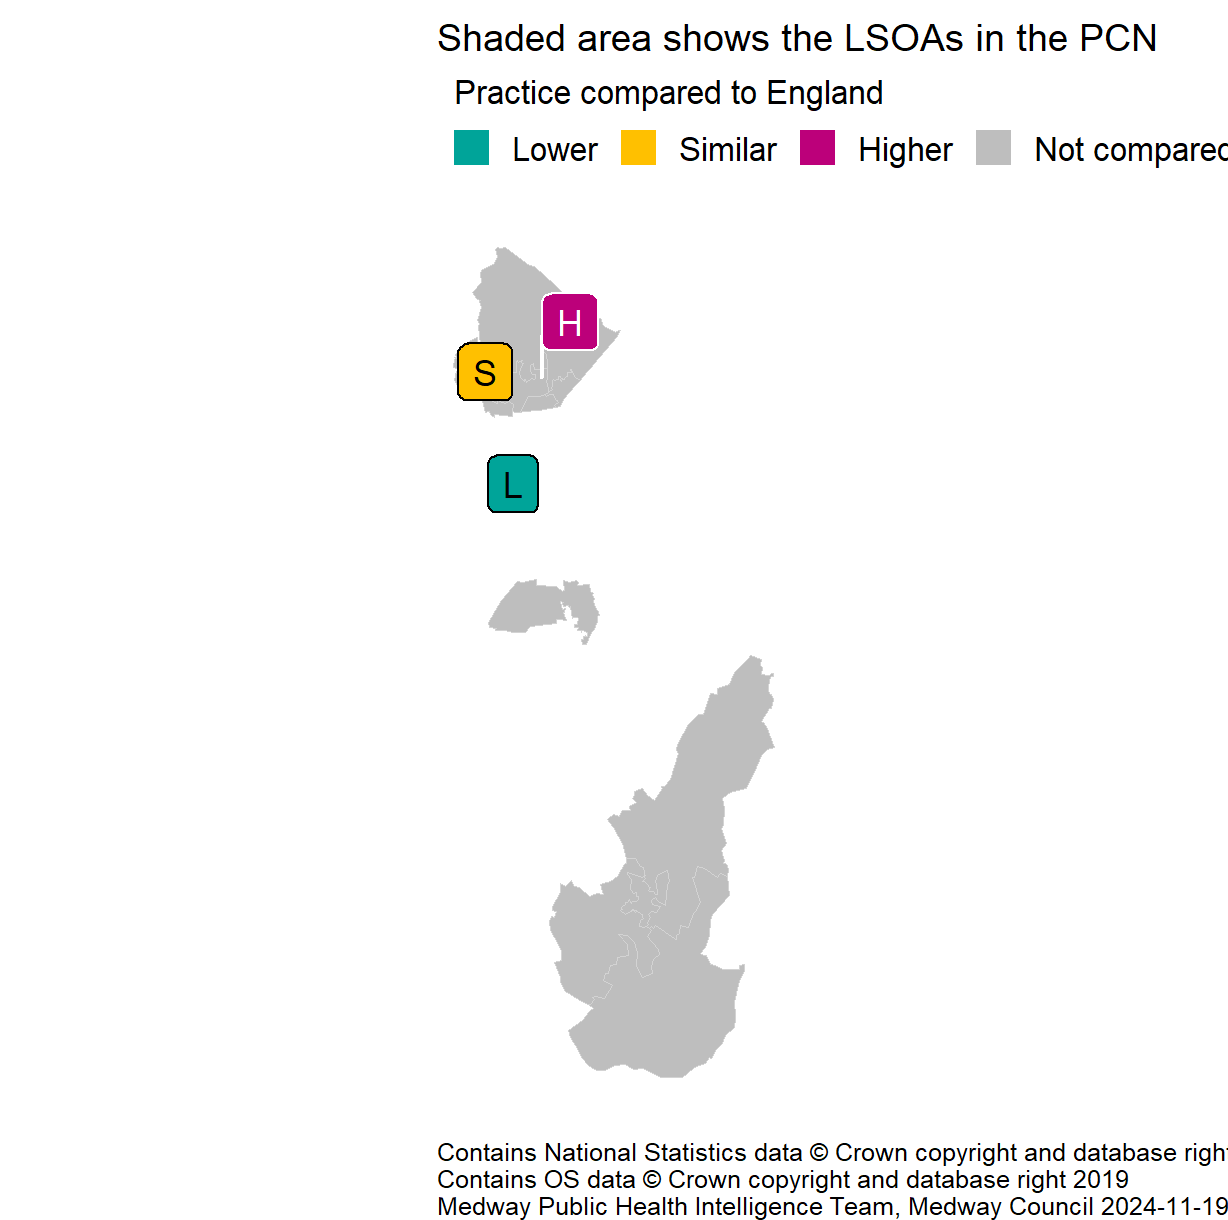 Shaded area shows the LSOAs in the PCN
Practice compared to England
Lower Similar Higher Not compared
H
S
L
Contains National Statistics data © Crown copyright and database righ
Contains OS data © Crown copyright and database right 2019
Medway Public Health Intelligence Team, Medway Council 2024-11-19